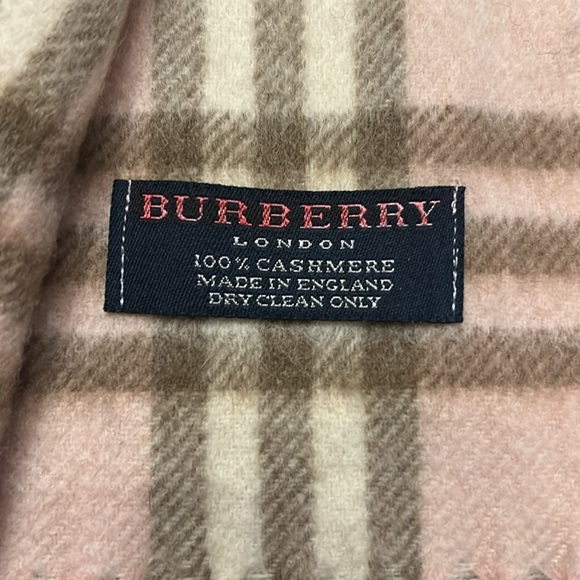 BURBERRY
LONDON
100% CASHMERE
MADE IN ENGLAND
DRY CLEAN ONLY